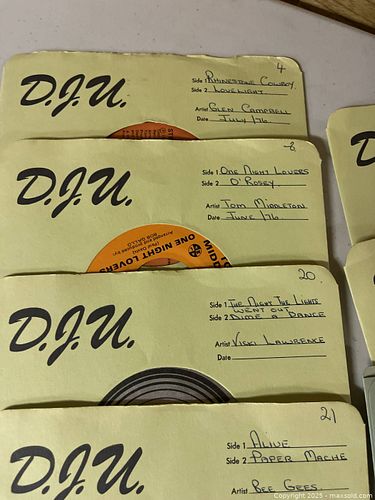 4
D.J.U.
Side 1 Rhinestone Cowboy
Side 2 Lovelight
Artist Glen Campbell
Date July/76
8
D.J.U.
Side 1 One Night Lovers
Side 2 O'Rosey
Artist Tom Middleton
Date June/76
ONE NIGHT LOVERS
20
D.J.U.
Side 1 The Night The Lights
Went Out
Side 2 Dime A Dance
Artist Vicki Lawrence
Date
21
D.J.U.
Side 1 Alive
Side 2 Paper Mache
Artist Bee Gees
D
Copyright © 2025 - maxsold.com